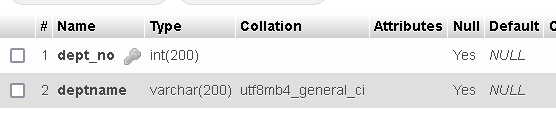 # Name Type Collation Attributes Null Default
1 dept_no int(200) Yes NULL
2 deptname varchar(200) utf8mb4_general_ci Yes NULL